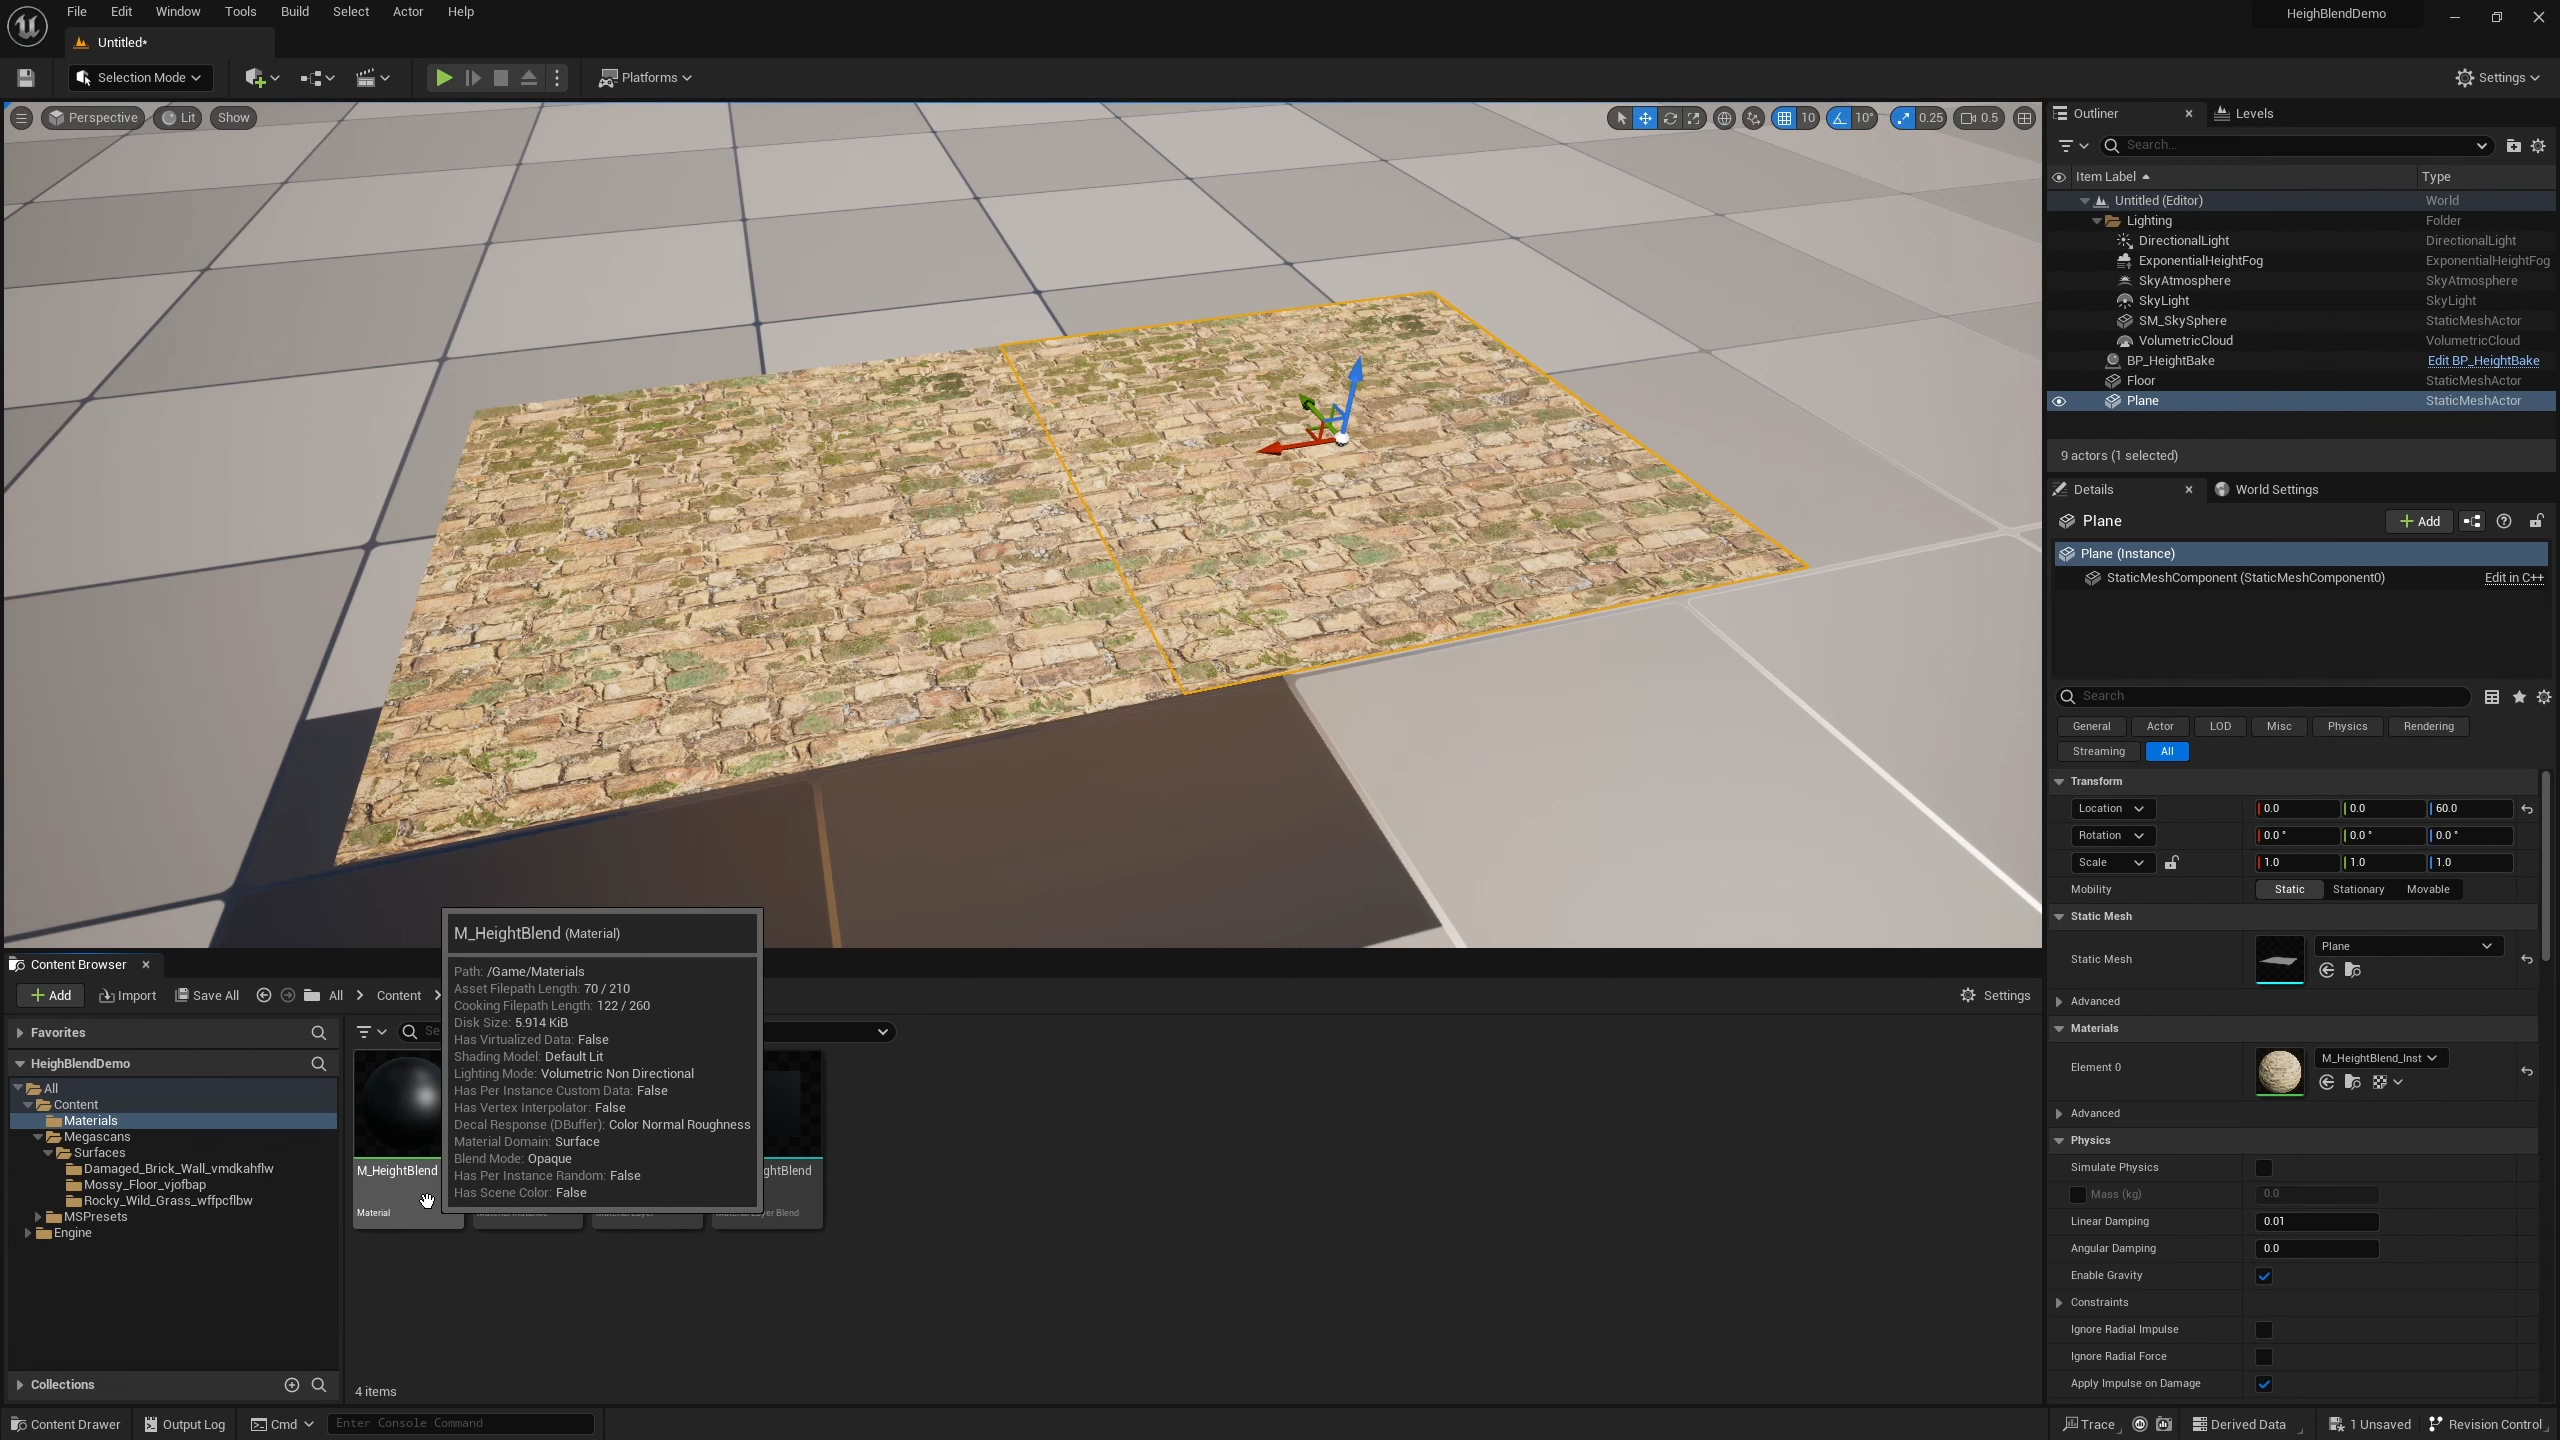 File Edit Window Tools Build Select Actor Help
HeighBlendDemo
Untitled*
Selection Mode
Platforms
Settings
Perspective Lit Show
10 10° 0.25 0.5
Outliner Levels
Search...
Item Label Type
Untitled (Editor) World
Lighting Folder
DirectionalLight DirectionalLight
ExponentialHeightFog ExponentialHeightFog
SkyAtmosphere SkyAtmosphere
SkyLight SkyLight
SM_SkySphere StaticMeshActor
VolumetricCloud VolumetricCloud
BP_HeightBake Edit BP_HeightBake
Floor StaticMeshActor
Plane StaticMeshActor
9 actors (1 selected)
Details World Settings
Plane Add
Plane (Instance)
StaticMeshComponent (StaticMeshComponent0) Edit in C++
Search
General Actor LOD Misc Physics Rendering
Streaming All
Transform
Location 0.0 0.0 60.0
Rotation 0.0 ° 0.0 ° 0.0 °
Scale 1.0 1.0 1.0
Mobility Static Stationary Movable
Static Mesh
Static Mesh Plane
Advanced
Materials
Element 0 M_HeightBlend_Inst
Advanced
Physics
Simulate Physics
Mass (kg) 0.0
Linear Damping 0.01
Angular Damping 0.0
Enable Gravity
Constraints
Ignore Radial Impulse
Ignore Radial Force
Apply Impulse on Damage
Content Browser
Add Import Save All All Content Settings
Favorites
HeighBlendDemo
All
Content
Materials
Megascans
Surfaces
Damaged_Brick_Wall_vmdkahflw
Mossy_Floor_vjofbap
Rocky_Wild_Grass_wffpcflbw
MSPresets
Engine
Collections
M_HeightBlend (Material)
Path: /Game/Materials
Asset Filepath Length: 70 / 210
Cooking Filepath Length: 122 / 260
Disk Size: 5.914 KiB
Has Virtualized Data: False
Shading Model: Default Lit
Lighting Mode: Volumetric Non Directional
Has Per Instance Custom Data: False
Has Vertex Interpolator: False
Decal Response (DBuffer): Color Normal Roughness
Material Domain: Surface
Blend Mode: Opaque
Has Per Instance Random: False
Has Scene Color: False
Se
M_HeightBlend
ghtBlend
Material
4 items
Content Drawer Output Log Cmd Enter Console Command
Trace Derived Data 1 Unsaved Revision Control